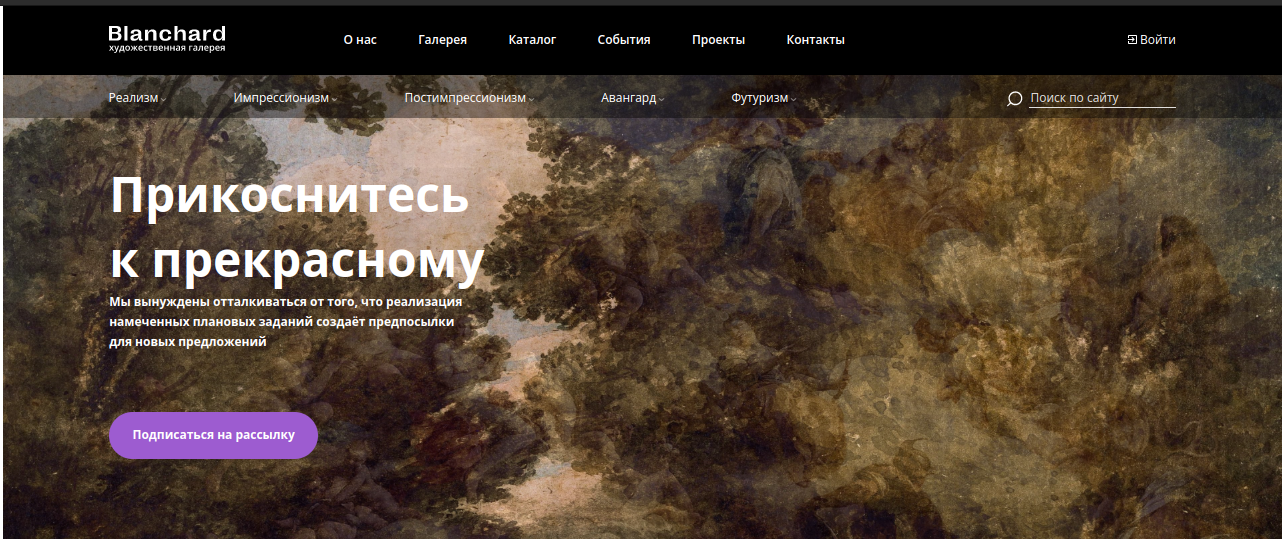 Blanchard
художественная галерея
О нас Галерея Каталог События Проекты Контакты
Войти
Реализм Импрессионизм Постимпрессионизм Авангард Футуризм
Поиск по сайту
Прикоснитесь
к прекрасному
Мы вынуждены отталкиваться от того, что реализация
намеченных плановых заданий создаёт предпосылки
для новых предложений
Подписаться на рассылку